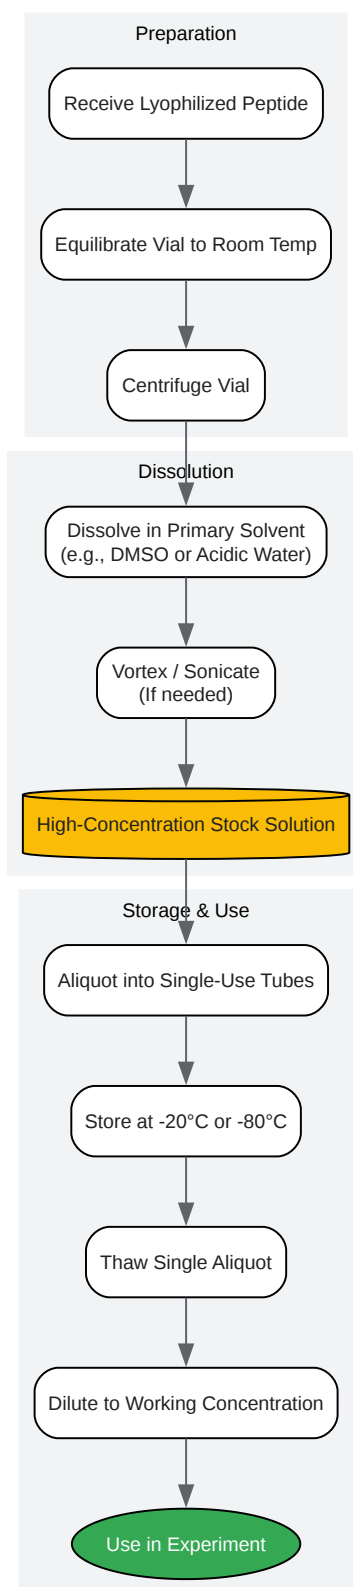 Preparation
Receive Lyophilized Peptide
Equilibrate Vial to Room Temp
Centrifuge Vial
Dissolution
Dissolve in Primary Solvent
(e.g., DMSO or Acidic Water)
Vortex / Sonicate
(If needed)
High-Concentration Stock Solution
Storage & Use
Aliquot into Single-Use Tubes
Store at -20°C or -80°C
Thaw Single Aliquot
Dilute to Working Concentration
Use in Experiment